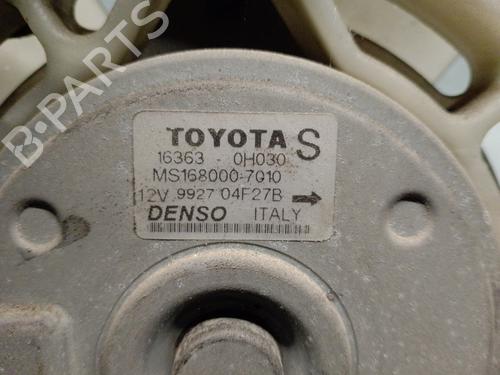 B-PARTS
TOYOTA S
16363 - 0H030
MS168000-7010
12V 9927 04F27B
DENSO ITALY